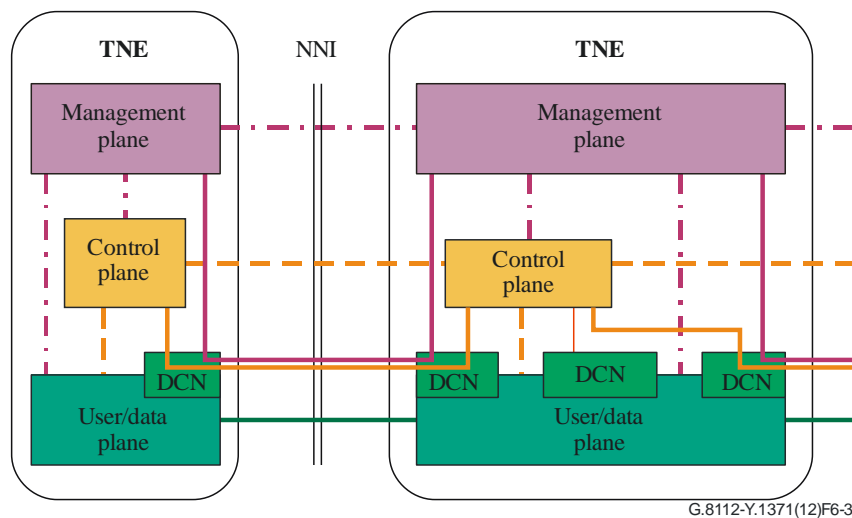 TNE
NNI
TNE
Management
plane
Management
plane
Control
plane
Control
plane
DCN
DCN
DCN
DCN
User/data
plane
User/data
plane
G.8112-Y.1371(12)F6-3